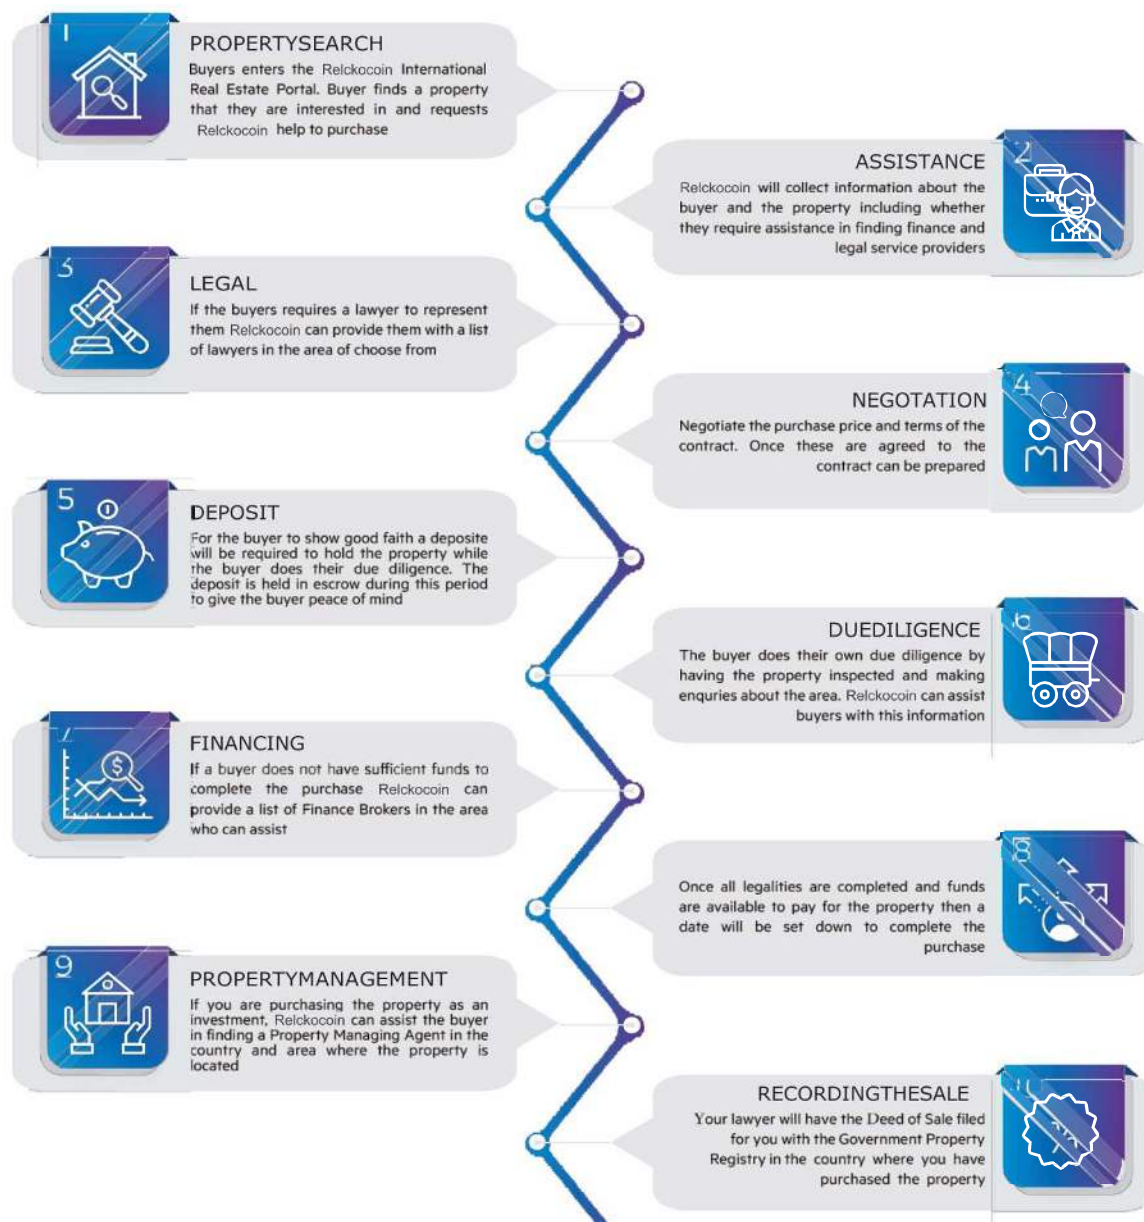 1
PROPERTYSEARCH
Buyers enters the Relckocoin International
Real Estate Portal. Buyer finds a property
that they are interested in and requests
Relckocoin help to purchase
2
ASSISTANCE
Relckocoin will collect information about the
buyer and the property including whether
they require assistance in finding finance and
legal service providers
3
LEGAL
If the buyers requires a lawyer to represent
them Relckocoin can provide them with a list
of lawyers in the area of choose from
4
NEGOTATION
Negotiate the purchase price and terms of the
contract. Once these are agreed to the
contract can be prepared
5
DEPOSIT
For the buyer to show good faith a deposite
will be required to hold the property while
the buyer does their due diligence. The
deposit is held in escrow during this period
to give the buyer peace of mind
6
DUEDILIGENCE
The buyer does their own due diligence by
having the property inspected and making
enquries about the area. Relckocoin can assist
buyers with this information
7
FINANCING
If a buyer does not have sufficient funds to
complete the purchase Relckocoin can
provide a list of Finance Brokers in the area
who can assist
8
Once all legalities are completed and funds
are available to pay for the property then a
date will be set down to complete the
purchase
9
PROPERTYMANAGEMENT
If you are purchasing the property as an
investment, Relckocoin can assist the buyer
in finding a Property Managing Agent in the
country and area where the property is
located
10
RECORDINGTHESALE
Your lawyer will have the Deed of Sale filed
for you with the Government Property
Registry in the country where you have
purchased the property